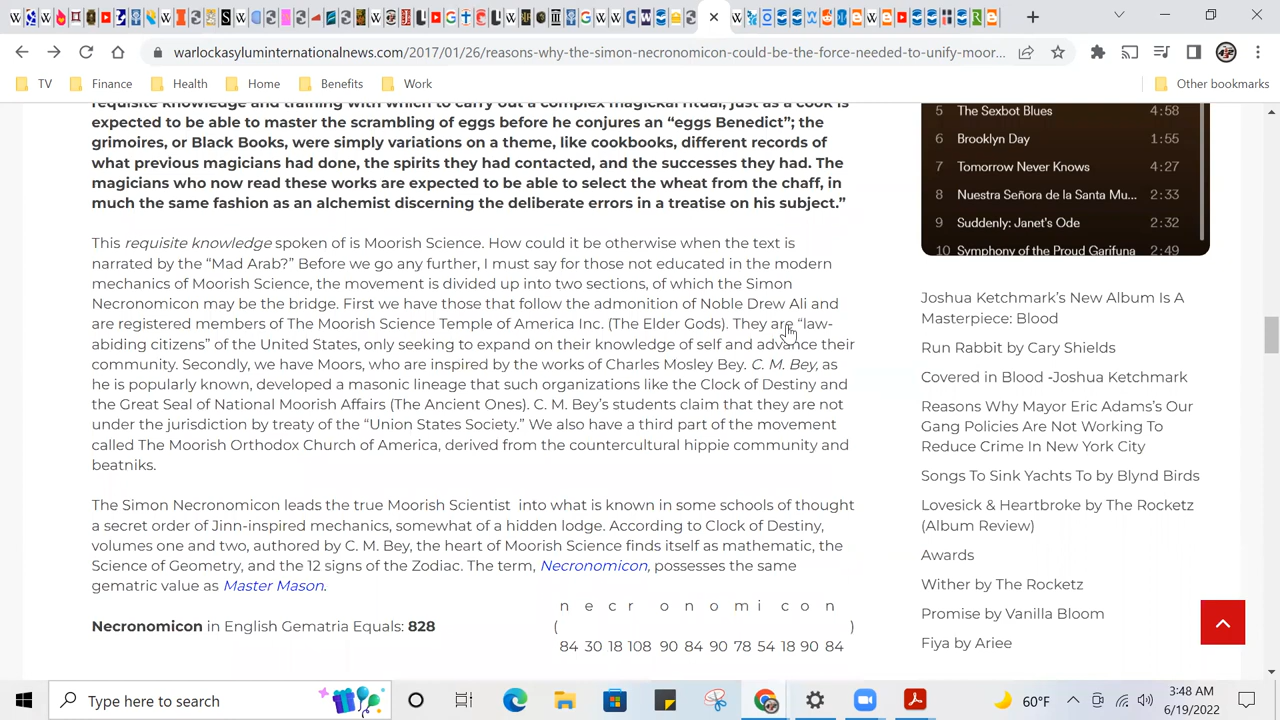 warlockasyluminternationalnews.com/2017/01/26/reasons-why-the-simon-necronomicon-could-be-the-force-needed-to-unify-moor...
TV
Finance
Health
Home
Benefits
Work
Other bookmarks
requisite knowledge and training with which to carry out a complex magickal ritual, just as a cook is
expected to be able to master the scrambling of eggs before he conjures an “eggs Benedict”; the
grimoires, or Black Books, were simply variations on a theme, like cookbooks, different records of
what previous magicians had done, the spirits they had contacted, and the successes they had. The
magicians who now read these works are expected to be able to select the wheat from the chaff, in
much the same fashion as an alchemist discerning the deliberate errors in a treatise on his subject.”
This requisite knowledge spoken of is Moorish Science. How could it be otherwise when the text is
narrated by the “Mad Arab?” Before we go any further, I must say for those not educated in the modern
mechanics of Moorish Science, the movement is divided up into two sections, of which the Simon
Necronomicon may be the bridge. First we have those that follow the admonition of Noble Drew Ali and
are registered members of The Moorish Science Temple of America Inc. (The Elder Gods). They are “law-
abiding citizens” of the United States, only seeking to expand on their knowledge of self and advance their
community. Secondly, we have Moors, who are inspired by the works of Charles Mosley Bey. C. M. Bey, as
he is popularly known, developed a masonic lineage that such organizations like the Clock of Destiny and
the Great Seal of National Moorish Affairs (The Ancient Ones). C. M. Bey’s students claim that they are not
under the jurisdiction by treaty of the “Union States Society.” We also have a third part of the movement
called The Moorish Orthodox Church of America, derived from the countercultural hippie community and
beatniks.
The Simon Necronomicon leads the true Moorish Scientist into what is known in some schools of thought
a secret order of Jinn-inspired mechanics, somewhat of a hidden lodge. According to Clock of Destiny,
volumes one and two, authored by C. M. Bey, the heart of Moorish Science finds itself as mathematic, the
Science of Geometry, and the 12 signs of the Zodiac. The term, Necronomicon, possesses the same
gematric value as Master Mason.
Necronomicon in English Gematria Equals: 828
n e c r o n o m i c o n
( )
84 30 18 108 90 84 90 78 54 18 90 84
5 The Sexbot Blues 4:58
6 Brooklyn Day 1:55
7 Tomorrow Never Knows 4:27
8 Nuestra Señora de la Santa Mu... 2:33
9 Suddenly: Janet's Ode 2:32
10 Symphony of the Proud Garifuna 2:49
Joshua Ketchmark’s New Album Is A
Masterpiece: Blood
Run Rabbit by Cary Shields
Covered in Blood -Joshua Ketchmark
Reasons Why Mayor Eric Adams’s Our
Gang Policies Are Not Working To
Reduce Crime In New York City
Songs To Sink Yachts To by Blynd Birds
Lovesick & Heartbroke by The Rocketz
(Album Review)
Awards
Wither by The Rocketz
Promise by Vanilla Bloom
Fiya by Ariee
Type here to search
60°F
3:48 AM
6/19/2022